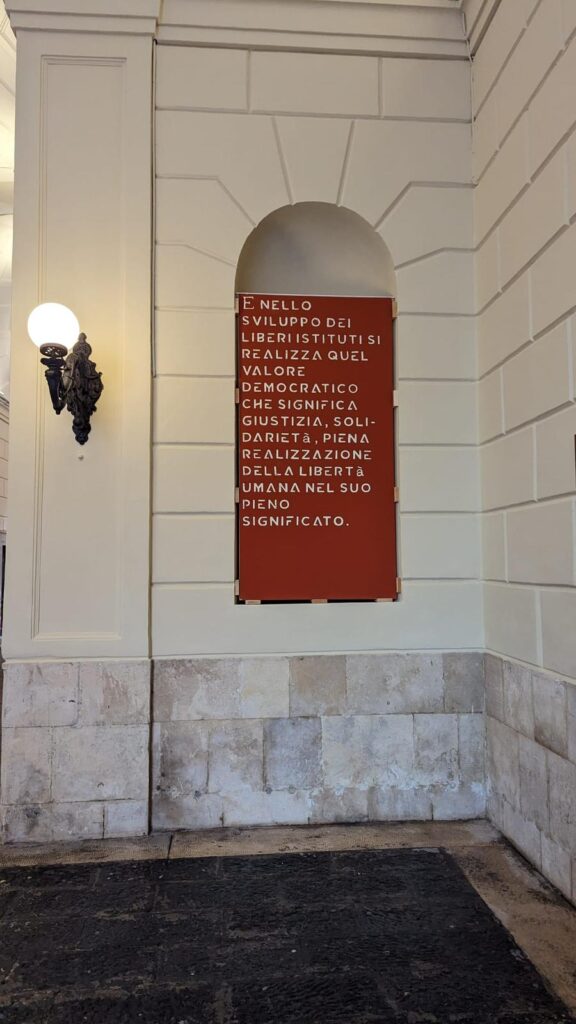 E NELLO
SVILUPPO DEI
LIBERI ISTITUTI SI
REALIZZA QUEL
VALORE
DEMOCRATICO
CHE SIGNIFICA
GIUSTIZIA, SOLI-
DARIETà, PIENA
REALIZZAZIONE
DELLA LIBERTà
UMANA NEL SUO
PIENO
SIGNIFICATO.